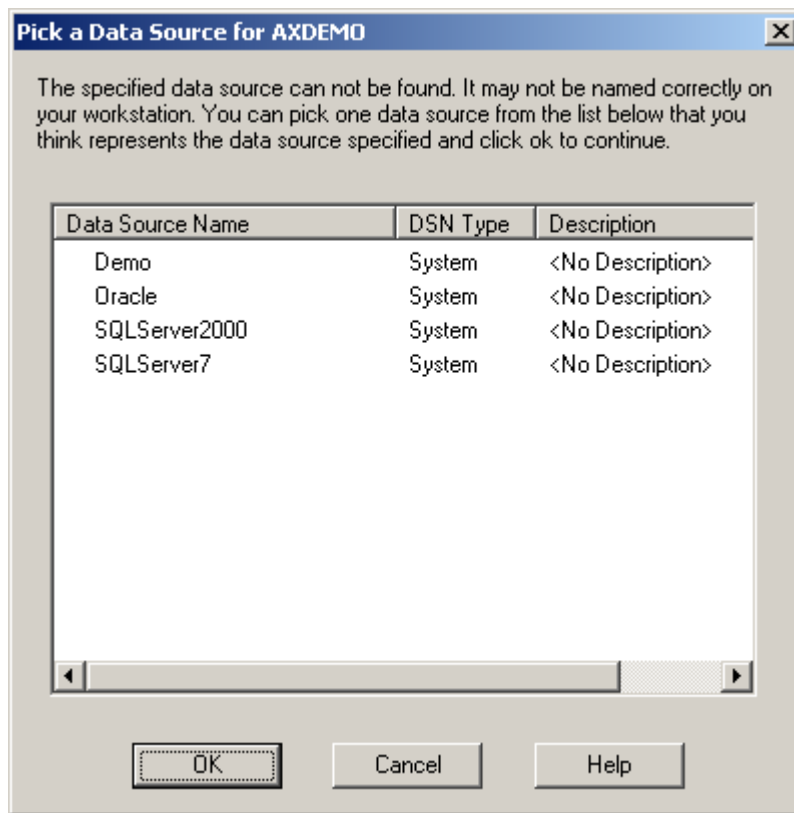 Pick a Data Source for AXDEMO
The specified data source can not be found. It may not be named correctly on
your workstation. You can pick one data source from the list below that you
think represents the data source specified and click ok to continue.
Data Source Name DSN Type Description
Demo System <No Description>
Oracle System <No Description>
SQLServer2000 System <No Description>
SQLServer7 System <No Description>
OK Cancel Help